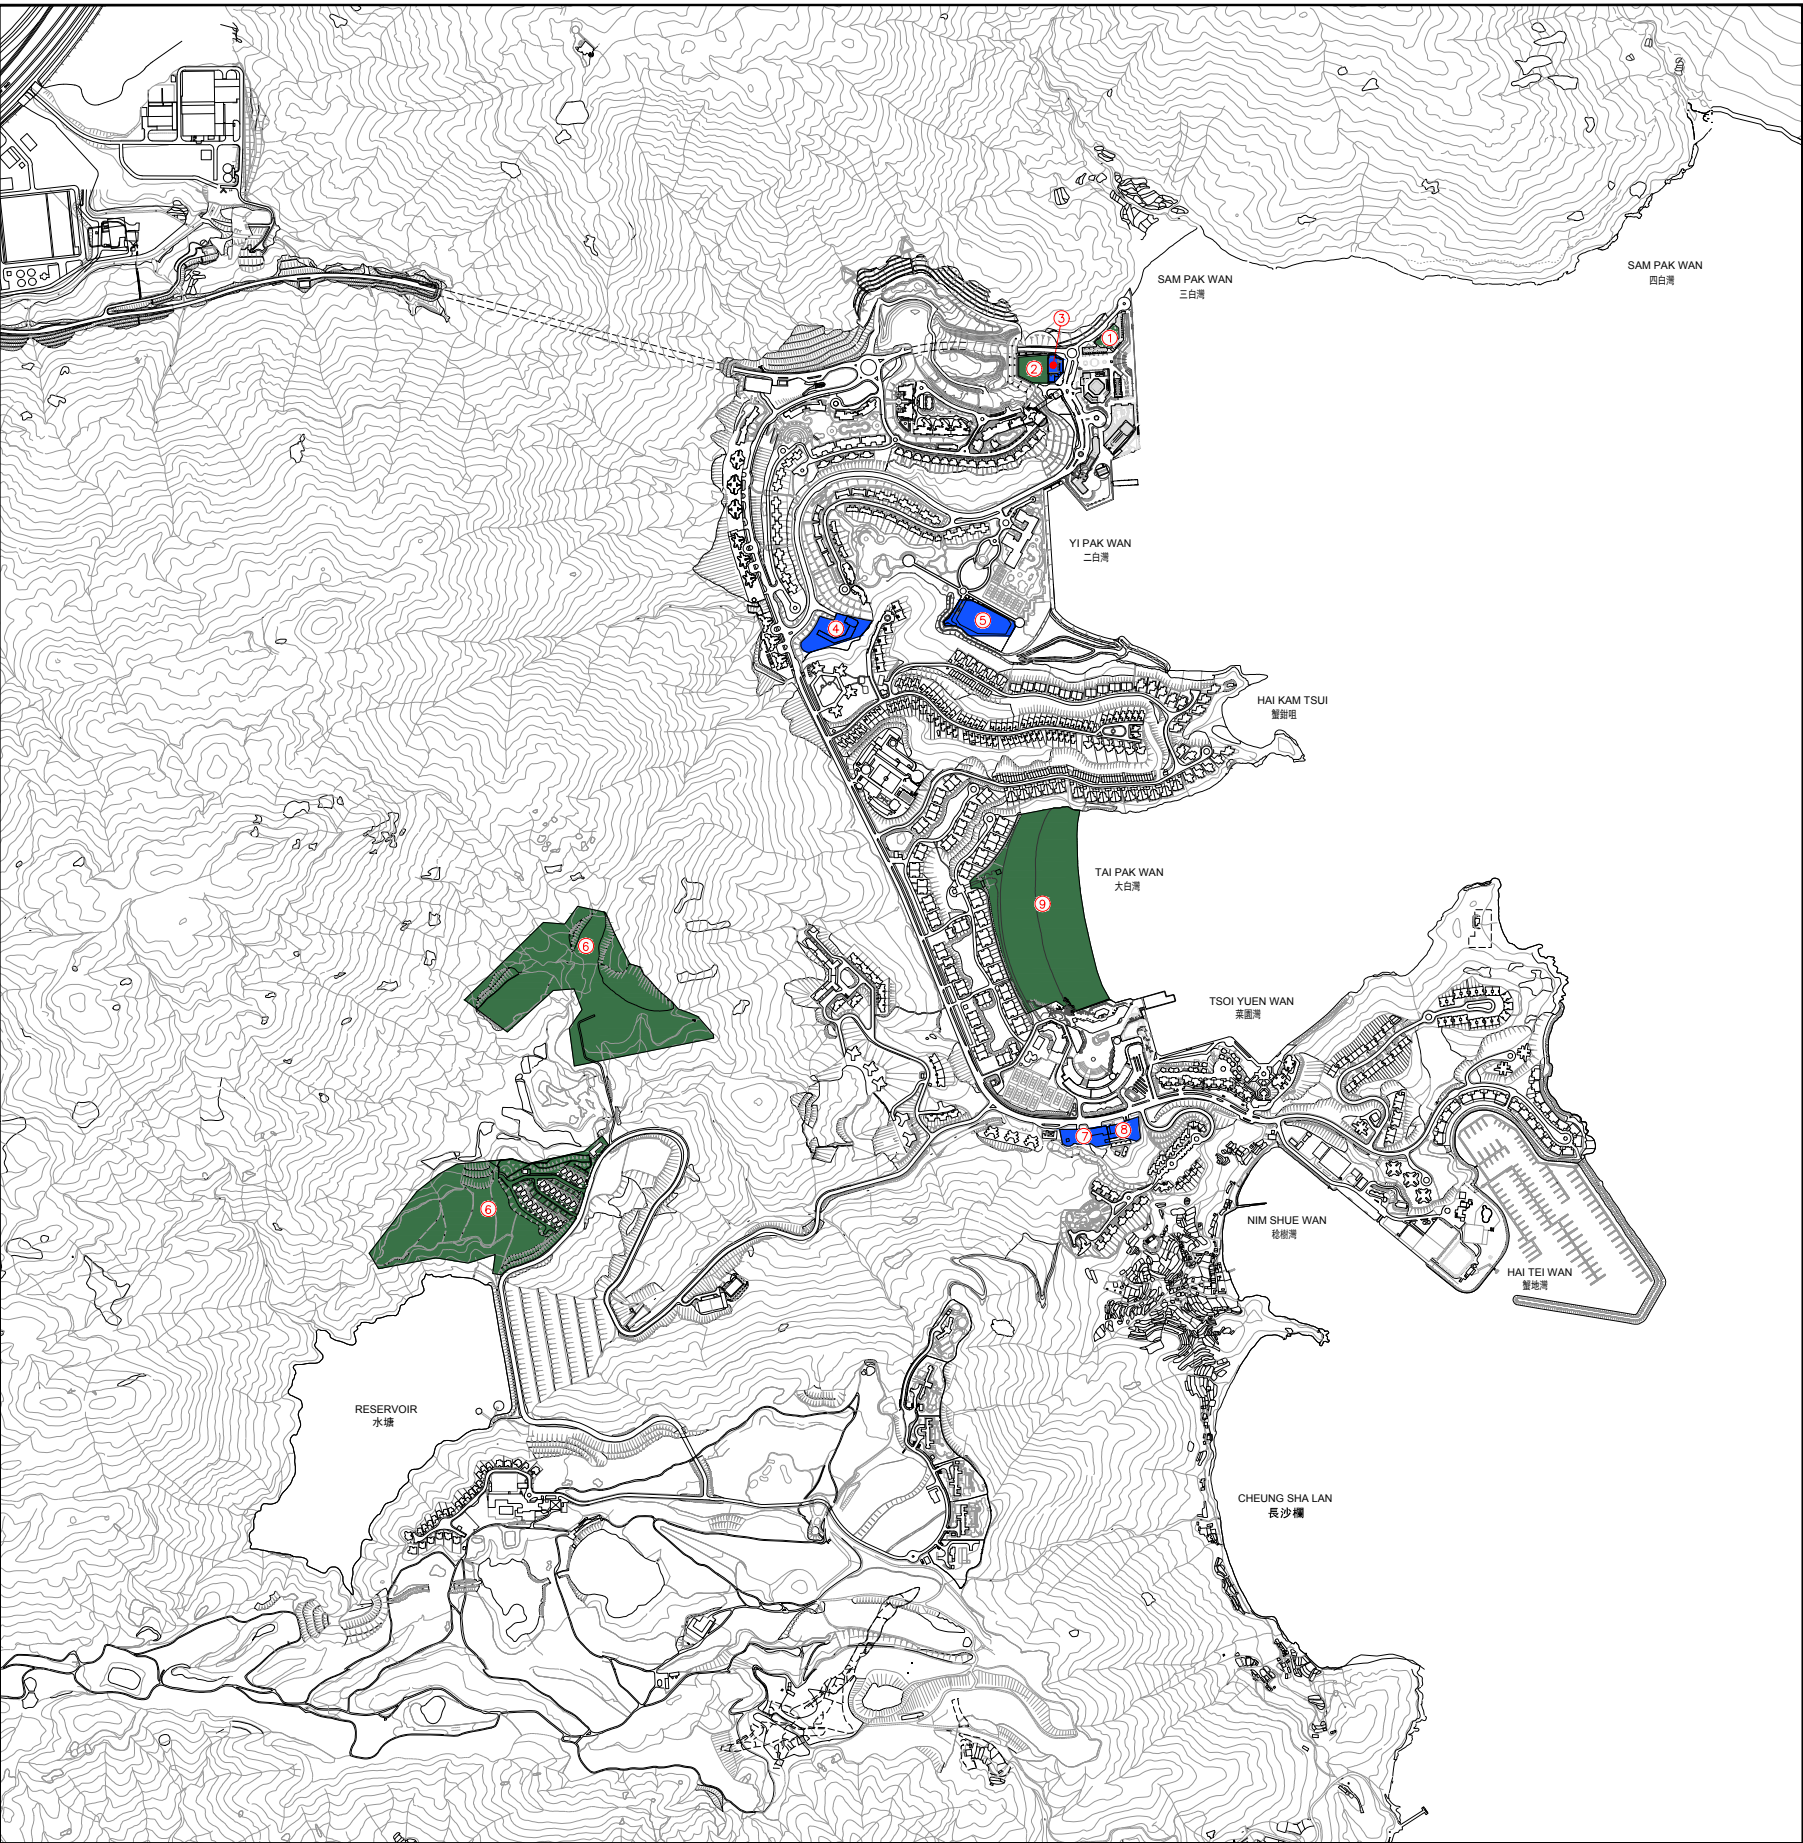 SAM PAK WAN
四白灣
SAM PAK WAN
三白灣
3
1
2
YI PAK WAN
二白灣
5
4
HAI KAM TSUI
蟹鉗咀
TAI PAK WAN
大白灣
9
6
TSOI YUEN WAN
菜園灣
8
7
6
NIM SHUE WAN
稔樹灣
HAI TEI WAN
蟹地灣
RESERVOIR
水塘
CHEUNG SHA LAN
長沙欄